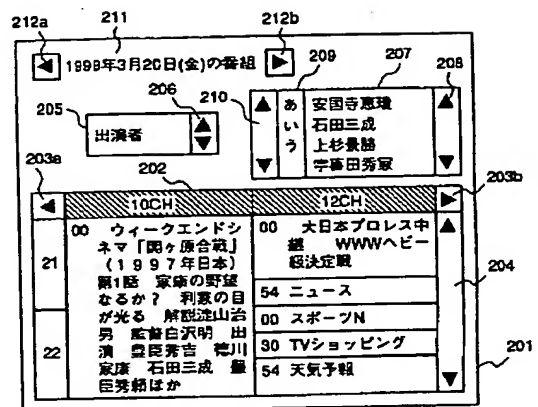 212a
211
212b
1999年3月20日(金)の番組
209
207
208
205
206
210
出演者
あ
い
う
安国寺恵瓊
石田三成
上杉景勝
宇喜田秀家
203a
202
203b
10CH
12CH
21
00 ウィークエンドシ
ネマ「関ヶ原合戦」
(1997年日本)
第1話 家康の野望
なるか? 利家の目
が光る 解説淀山治
男 監督白沢明 出
演 豊臣秀吉 徳川
家康 石田三成 豊
臣秀頼ほか
22
00 大日本プロレス中
継 WWWヘビー
級決定戦
54 ニュース
00 スポーツN
30 TVショッピング
54 天気予報
204
201